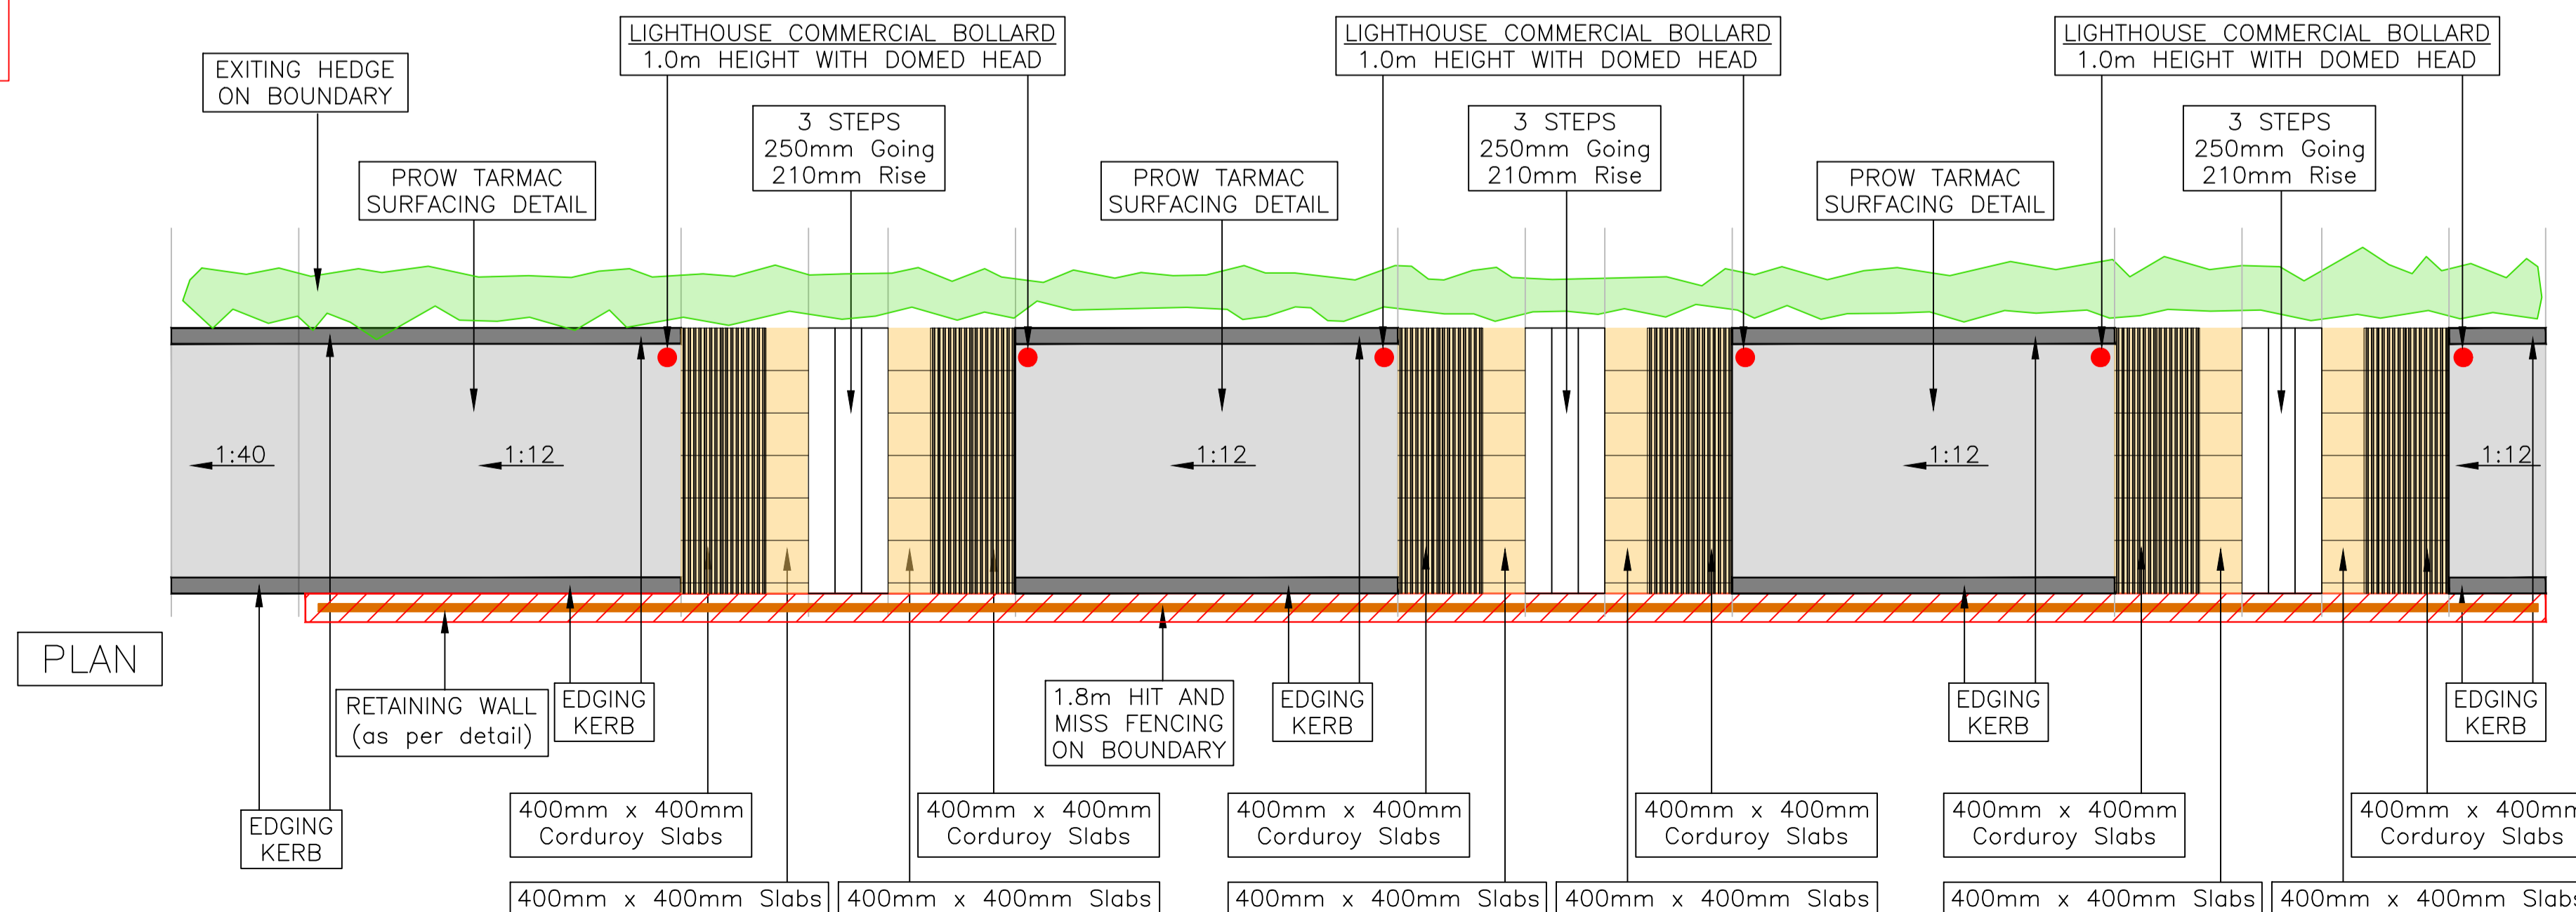 LIGHTHOUSE COMMERCIAL BOLLARD
1.0m HEIGHT WITH DOMED HEAD
LIGHTHOUSE COMMERCIAL BOLLARD
1.0m HEIGHT WITH DOMED HEAD
LIGHTHOUSE COMMERCIAL BOLLARD
1.0m HEIGHT WITH DOMED HEAD
EXITING HEDGE
ON BOUNDARY
3 STEPS
250mm Going
210mm Rise
3 STEPS
250mm Going
210mm Rise
3 STEPS
250mm Going
210mm Rise
PROW TARMAC
SURFACING DETAIL
PROW TARMAC
SURFACING DETAIL
PROW TARMAC
SURFACING DETAIL
1:40
1:12
1:12
1:12
1:12
PLAN
RETAINING WALL
(as per detail)
EDGING
KERB
1.8m HIT AND
MISS FENCING
ON BOUNDARY
EDGING
KERB
EDGING
KERB
EDGING
KERB
EDGING
KERB
400mm x 400mm
Corduroy Slabs
400mm x 400mm
Corduroy Slabs
400mm x 400mm
Corduroy Slabs
400mm x 400mm
Corduroy Slabs
400mm x 400mm
Corduroy Slabs
400mm x 400mm
Corduroy Slabs
400mm x 400mm Slabs
400mm x 400mm Slabs
400mm x 400mm Slabs
400mm x 400mm Slabs
400mm x 400mm Slabs
400mm x 400mm Slabs